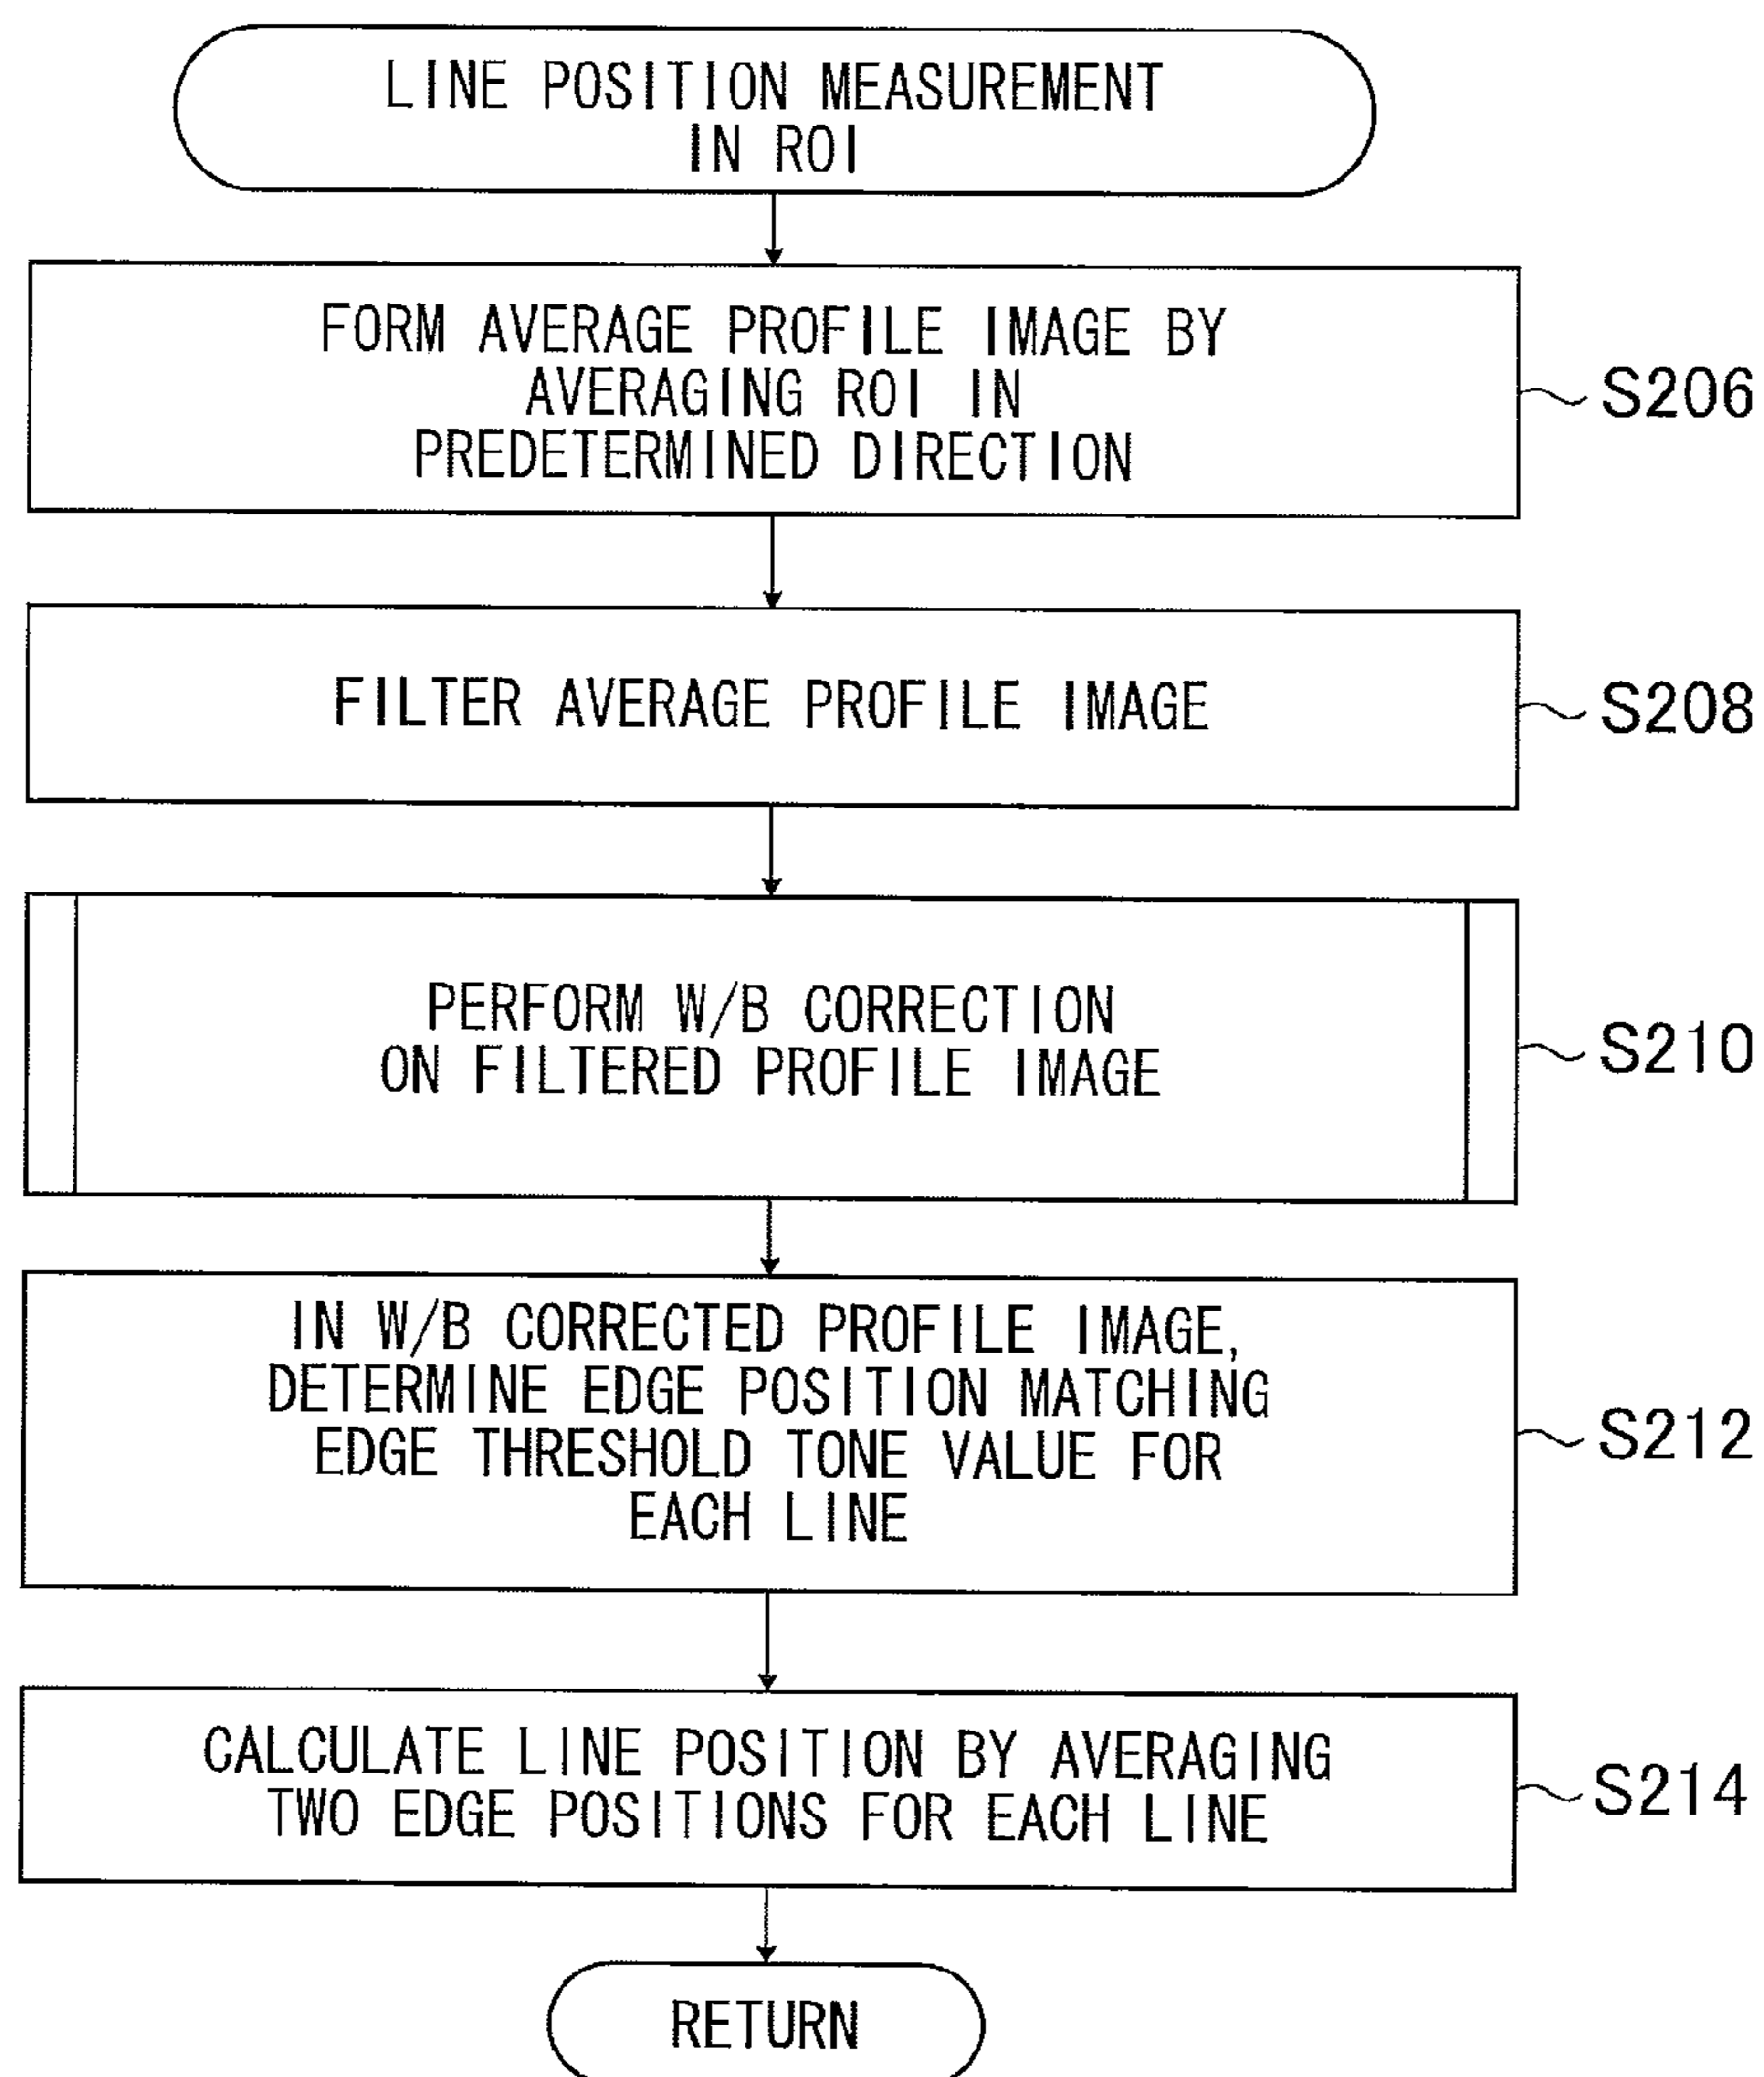 LINE POSITION MEASUREMENT
IN ROI
FORM AVERAGE PROFILE IMAGE BY
AVERAGING ROI IN
PREDETERMINED DIRECTION
S206
FILTER AVERAGE PROFILE IMAGE
S208
PERFORM W/B CORRECTION
ON FILTERED PROFILE IMAGE
S210
IN W/B CORRECTED PROFILE IMAGE,
DETERMINE EDGE POSITION MATCHING
EDGE THRESHOLD TONE VALUE FOR
EACH LINE
S212
CALCULATE LINE POSITION BY AVERAGING
TWO EDGE POSITIONS FOR EACH LINE
S214
RETURN